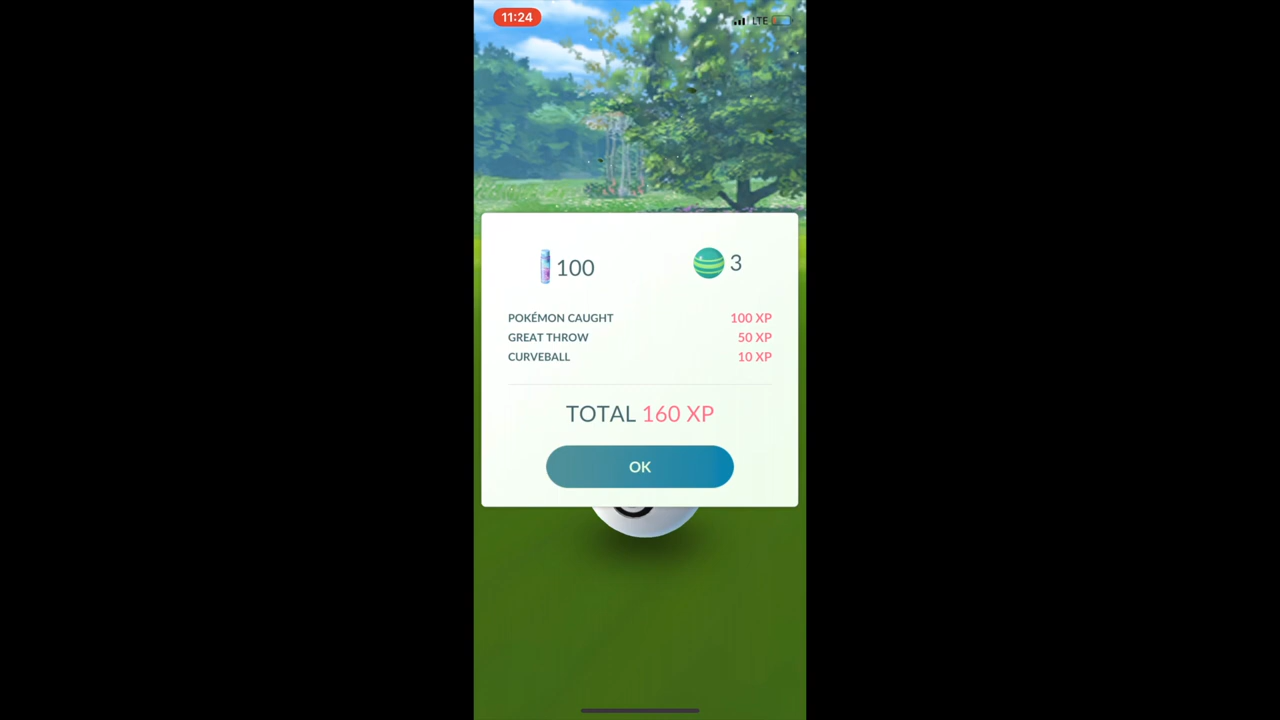 11:24
LTE
100
3
POKÉMON CAUGHT 100 XP
GREAT THROW 50 XP
CURVEBALL 10 XP
TOTAL 160 XP
OK